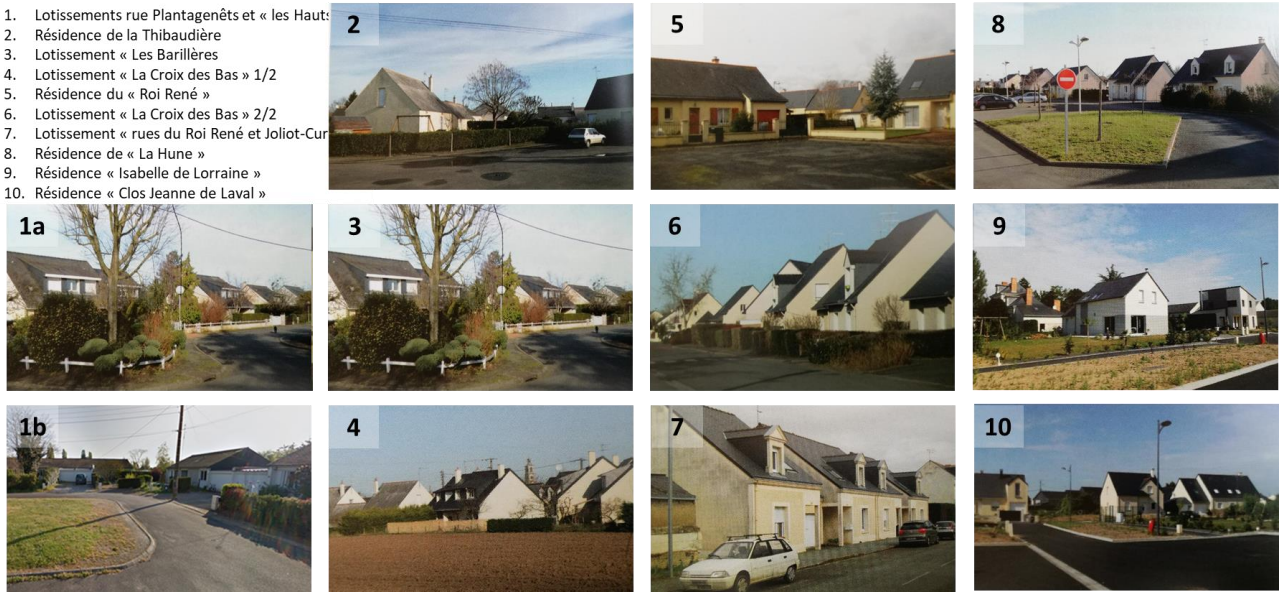 1. Lotissements rue Plantagenêts et « les Hauts
2. Résidence de la Thibaudière
3. Lotissement « Les Barillères
4. Lotissement « La Croix des Bas » 1/2
5. Résidence du « Roi René »
6. Lotissement « La Croix des Bas » 2/2
7. Lotissement « rues du Roi René et Joliot-Cur
8. Résidence de « La Hune »
9. Résidence « Isabelle de Lorraine »
10. Résidence « Clos Jeanne de Laval »
2
5
8
1a
3
6
9
1b
4
7
10